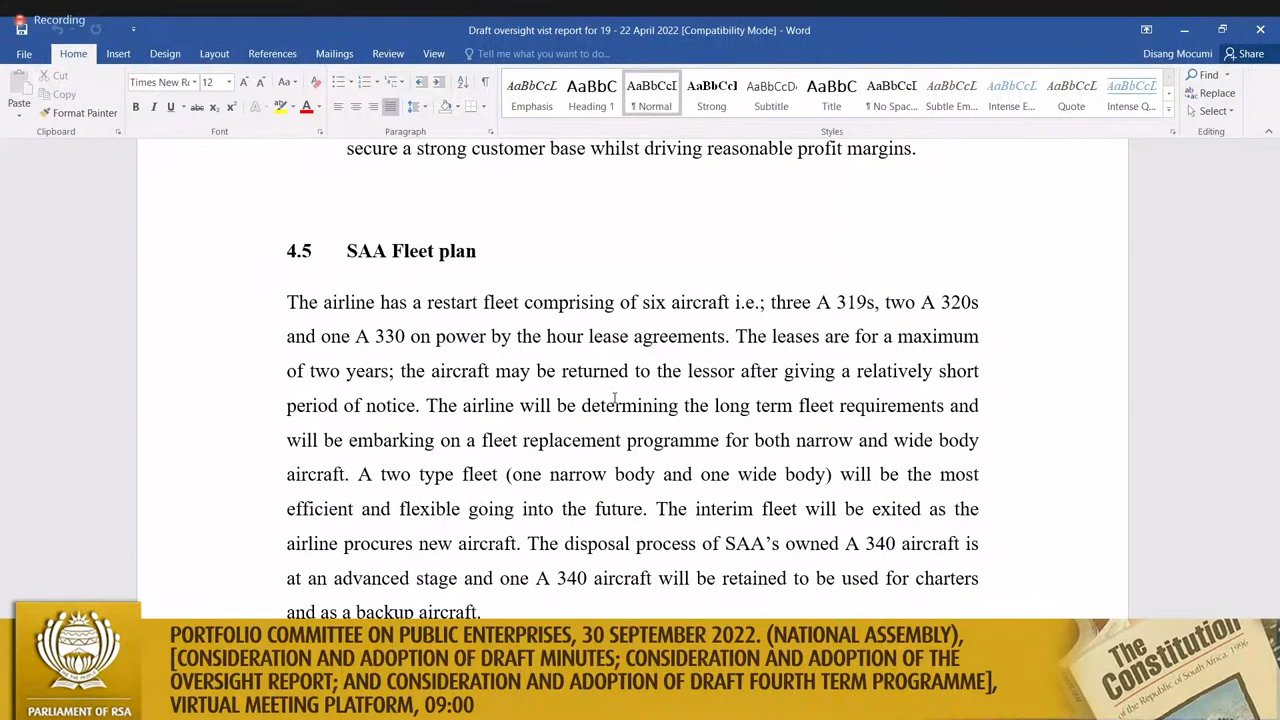 Recording
Draft oversight vist report for 19 - 22 April 2022 [Compatibility Mode] - Word
File Home Insert Design Layout References Mailings Review View Tell me what you want to do... Disang Mocumi Share
Paste
Cut
Copy
Format Painter
Clipboard
Times New Ro 12
Font
Paragraph
AaBbCcL Emphasis
AaBbC Heading 1
AaBbCcI ¶ Normal
AaBbCcI Strong
AaBbCcD Subtitle
AaBbC Title
AaBbCcI ¶ No Spac...
AaBbCcL Subtle Em...
AaBbCcL Intense E...
AaBbCcL Quote
AaBbCcL Intense Q...
Styles
Find
Replace
Select
Editing
secure a strong customer base whilst driving reasonable profit margins.
4.5 SAA Fleet plan
The airline has a restart fleet comprising of six aircraft i.e.; three A 319s, two A 320s
and one A 330 on power by the hour lease agreements. The leases are for a maximum
of two years; the aircraft may be returned to the lessor after giving a relatively short
period of notice. The airline will be determining the long term fleet requirements and
will be embarking on a fleet replacement programme for both narrow and wide body
aircraft. A two type fleet (one narrow body and one wide body) will be the most
efficient and flexible going into the future. The interim fleet will be exited as the
airline procures new aircraft. The disposal process of SAA's owned A 340 aircraft is
at an advanced stage and one A 340 aircraft will be retained to be used for charters
and as a backup aircraft.
PORTFOLIO COMMITTEE ON PUBLIC ENTERPRISES, 30 SEPTEMBER 2022. (NATIONAL ASSEMBLY),
[CONSIDERATION AND ADOPTION OF DRAFT MINUTES; CONSIDERATION AND ADOPTION OF THE
OVERSIGHT REPORT; AND CONSIDERATION AND ADOPTION OF DRAFT FOURTH TERM PROGRAMME],
VIRTUAL MEETING PLATFORM, 09:00
PARLIAMENT OF RSA
The
Constitution
of the Republic of South Africa, 1996